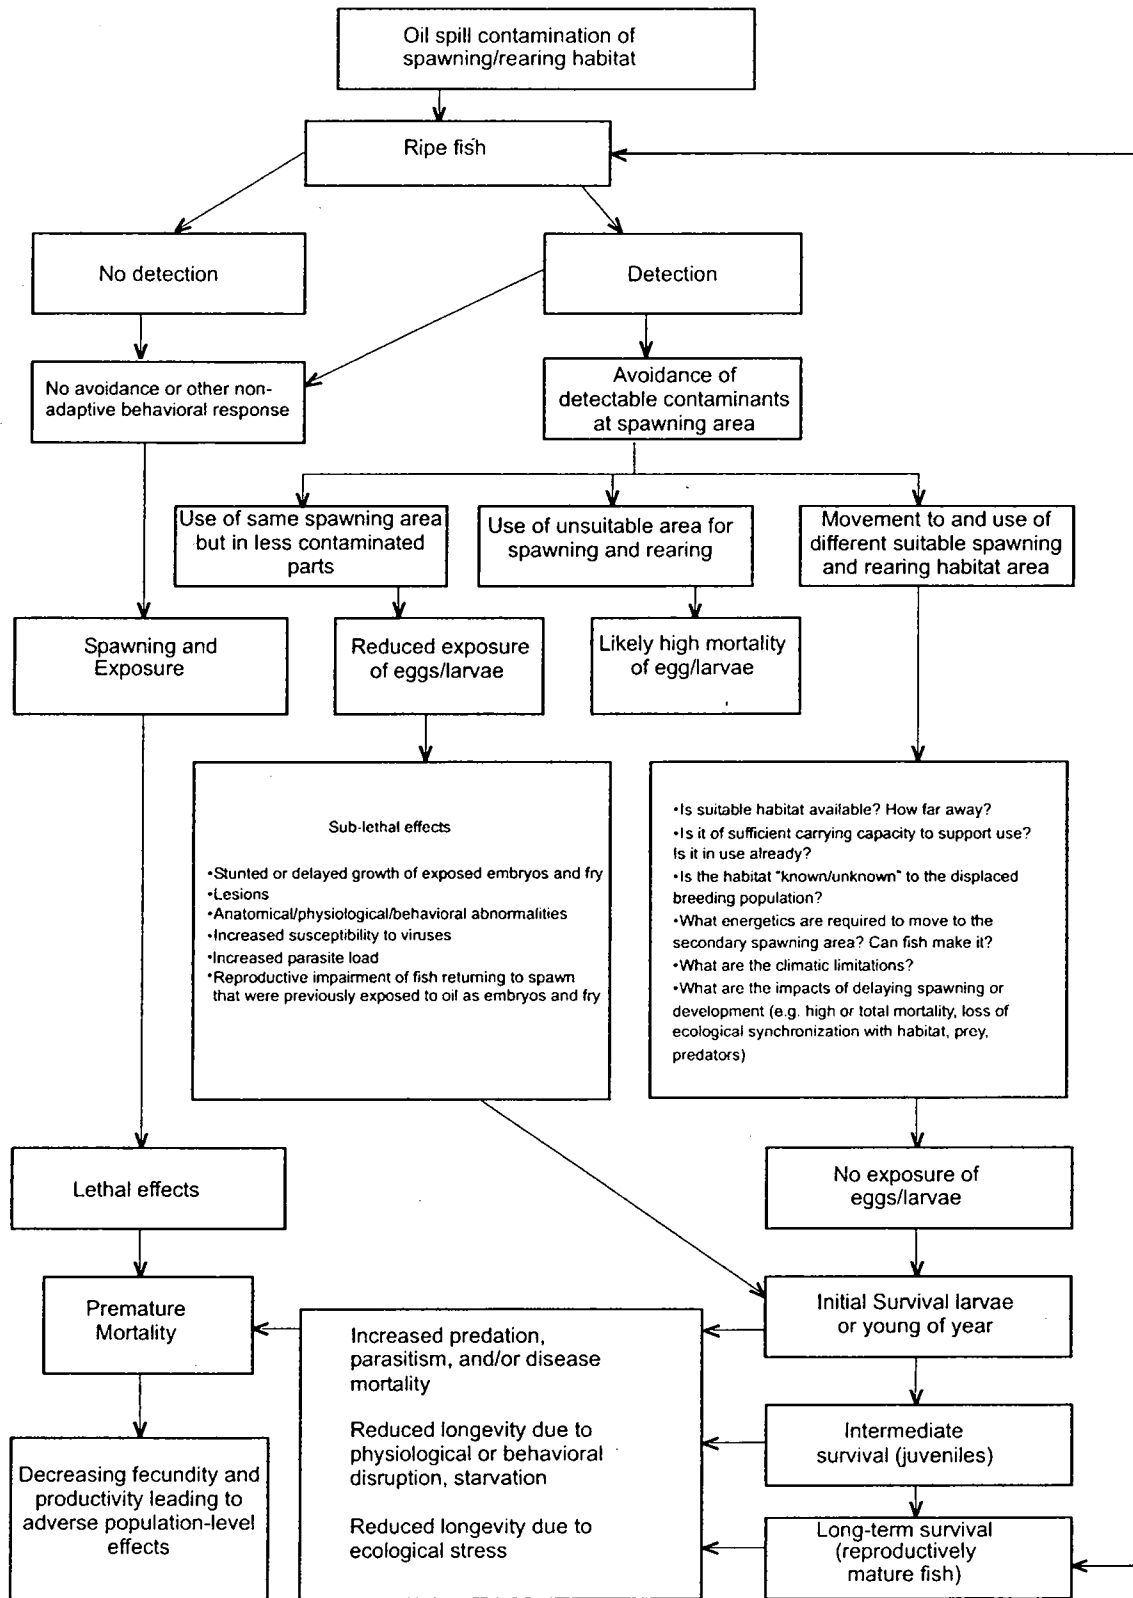 Oil spill contamination of
spawning/rearing habitat
Ripe fish
No detection
Detection
No avoidance or other non-
adaptive behavioral response
Avoidance of
detectable contaminants
at spawning area
Use of same spawning area
but in less contaminated
parts
Use of unsuitable area for
spawning and rearing
Movement to and use of
different suitable spawning
and rearing habitat area
Spawning and
Exposure
Reduced exposure
of eggs/larvae
Likely high mortality
of egg/larvae
Sub-lethal effects
•Stunted or delayed growth of exposed embryos and fry
•Lesions
•Anatomical/physiological/behavioral abnormalities
•Increased susceptibility to viruses
•Increased parasite load
•Reproductive impairment of fish returning to spawn
that were previously exposed to oil as embryos and fry
•Is suitable habitat available? How far away?
•Is it of sufficient carrying capacity to support use?
Is it in use already?
•Is the habitat "known/unknown" to the displaced
breeding population?
•What energetics are required to move to the
secondary spawning area? Can fish make it?
•What are the climatic limitations?
•What are the impacts of delaying spawning or
development (e.g. high or total mortality, loss of
ecological synchronization with habitat, prey,
predators)
Lethal effects
No exposure of
eggs/larvae
Premature
Mortality
Increased predation,
parasitism, and/or disease
mortality
Reduced longevity due to
physiological or behavioral
disruption, starvation
Reduced longevity due to
ecological stress
Initial Survival larvae
or young of year
Intermediate
survival (juveniles)
Long-term survival
(reproductively
mature fish)
Decreasing fecundity and
productivity leading to
adverse population-level
effects